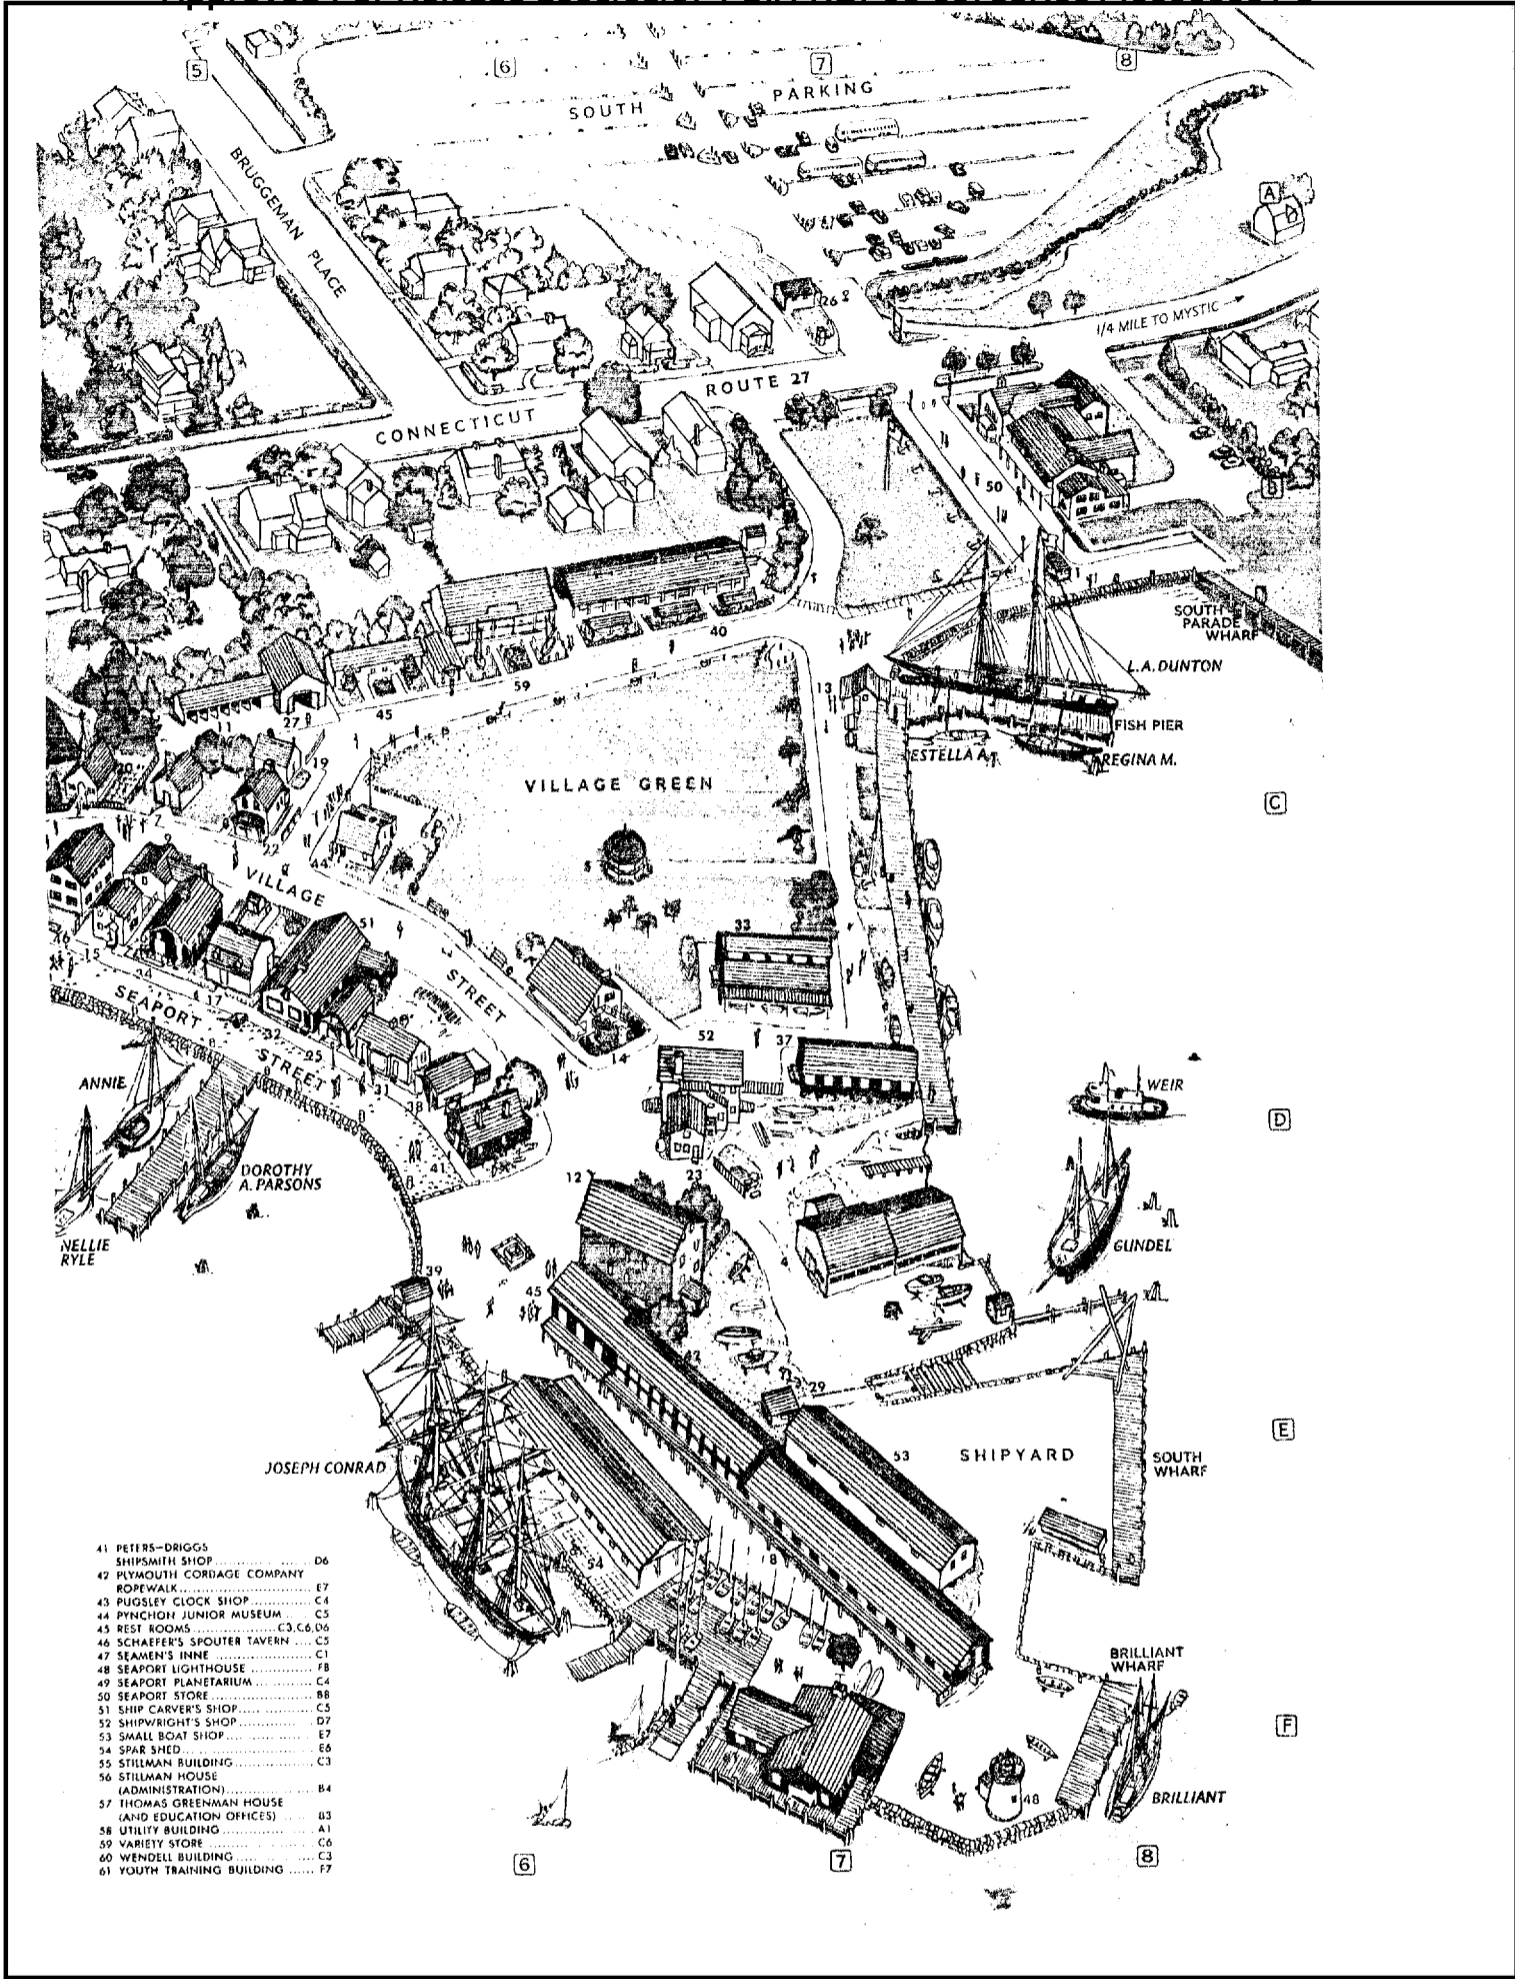 5
6
7
8
SOUTH PARKING
BRUGGEMAN PLACE
A
26
1/4 MILE TO MYSTIC
ROUTE 27
CONNECTICUT
50
B
SOUTH
PARADE
WHARF
L.A. DUNTON
40
59
45
27
11
13
FISH PIER
ESTELLA A.
REGINA M.
20
19
VILLAGE GREEN
C
9
22
44
VILLAGE
STREET
51
33
15
34
17
32
25
31
38
SEAPORT
STREET
14
52
37
ANNIE
WEIR
D
DOROTHY
A. PARSONS
41
23
12
4
GUNDEL
NELLIE
RYLE
39
45
42
29
53
SHIPYARD
E
SOUTH
WHARF
JOSEPH CONRAD
54
8
41 PETERS-DRIGGS
SHIPSMITH SHOP .................. D6
42 PLYMOUTH CORDAGE COMPANY
ROPEWALK............................ E7
43 PUGSLEY CLOCK SHOP ............. C4
44 PYNCHON JUNIOR MUSEUM ..... C5
45 REST ROOMS .................. C3,C6,D6
46 SCHAEFER'S SPOUTER TAVERN .... C5
47 SEAMEN'S INNE ..................... C1
48 SEAPORT LIGHTHOUSE ............. F8
49 SEAPORT PLANETARIUM ............ C4
50 SEAPORT STORE ..................... B8
51 SHIP CARVER'S SHOP................ C5
52 SHIPWRIGHT'S SHOP ................ D7
53 SMALL BOAT SHOP .................. E7
54 SPAR SHED............................ E6
55 STILLMAN BUILDING ................ C3
56 STILLMAN HOUSE
(ADMINISTRATION)................... B4
57 THOMAS GREENMAN HOUSE
(AND EDUCATION OFFICES) ..... B3
58 UTILITY BUILDING .................. A1
59 VARIETY STORE ..................... C6
60 WENDELL BUILDING ................ C3
61 YOUTH TRAINING BUILDING ...... F7
BRILLIANT
WHARF
F
48
BRILLIANT
6
7
8